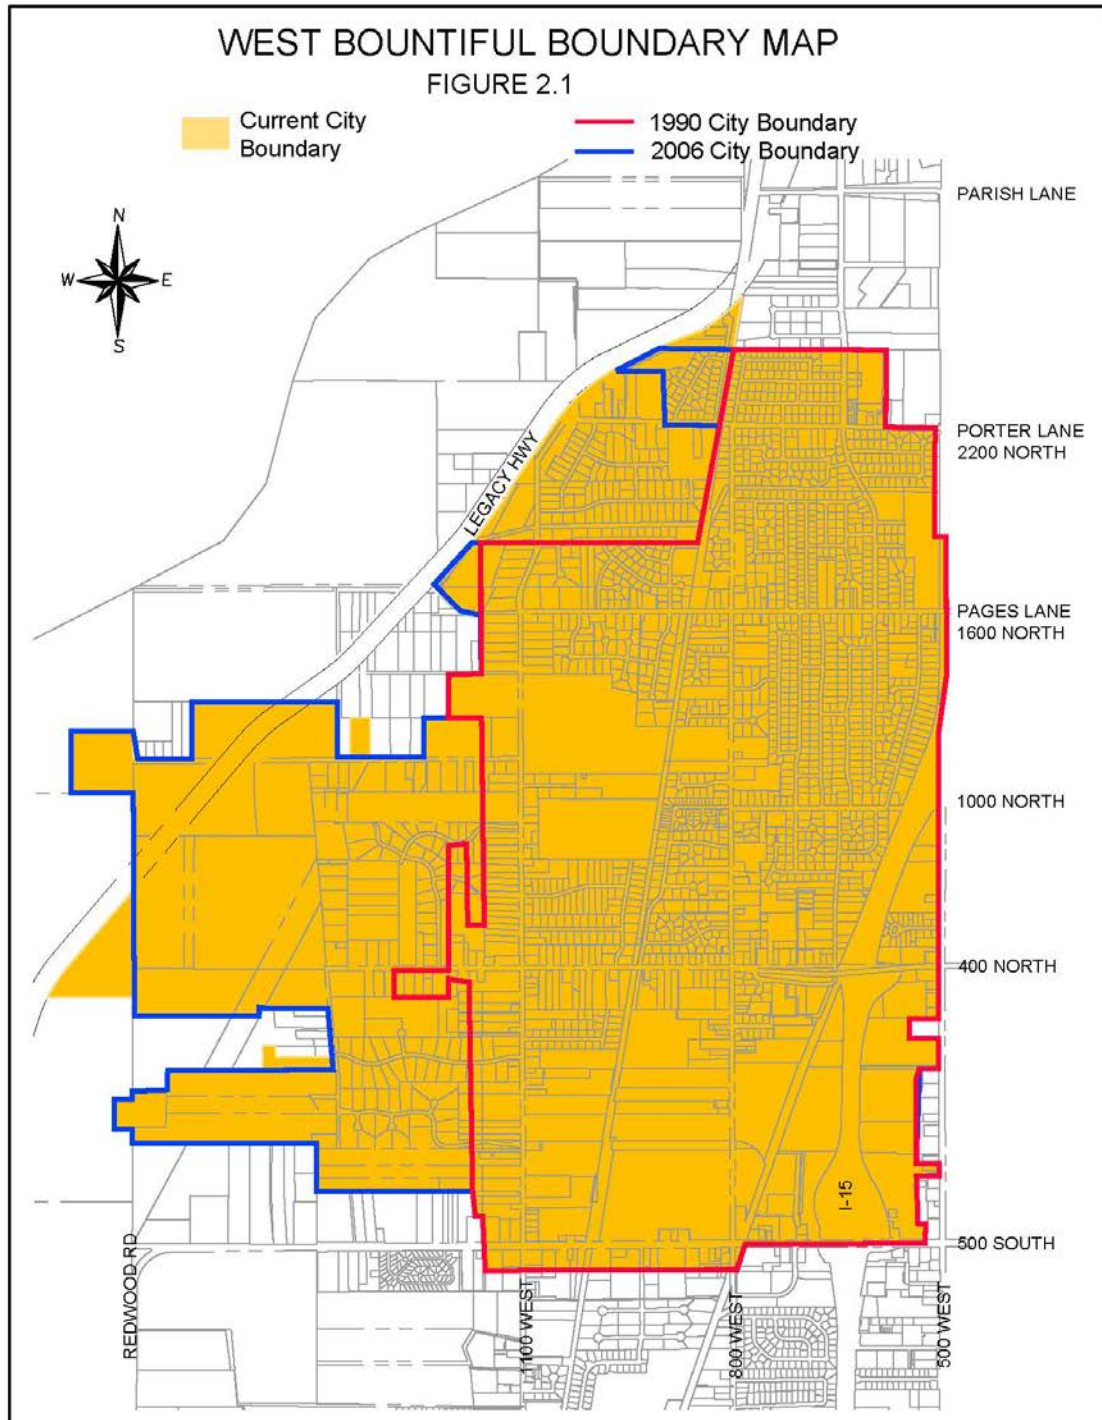 WEST BOUNTIFUL BOUNDARY MAP
FIGURE 2.1
Current City
Boundary
1990 City Boundary
2006 City Boundary
N
W
E
S
PARISH LANE
PORTER LANE
2200 NORTH
LEGACY HWY
PAGES LANE
1600 NORTH
1000 NORTH
400 NORTH
I-15
500 SOUTH
REDWOOD RD
1100 WEST
800 WEST
500 WEST